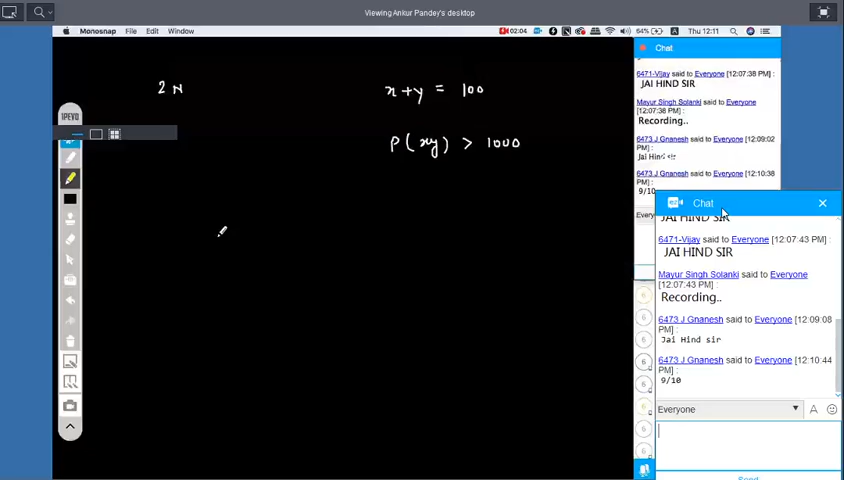 Viewing Ankur Pandey's desktop
Monosnap File Edit Window
02:04
64%
A Thu 12:11
Chat
6471-Vijay said to Everyone
[12:07:38 PM]
JAI HIND SIR
Mayur Singh Solanki said to
Everyone
[12:07:38 PM] :
Recording..
6473 J Gnanesh said to
Everyone [12:09:02
PM] :
Jai Hind sir
6473 J Gnanesh said to
Everyone [12:10:38
PM] :
9/10
Every
IPEVO
2 N
x+y = 100
P(xy) > 1000
Chat
JAI HIND SIR
6471-Vijay said to Everyone [12:07:43 PM] :
JAI HIND SIR
Mayur Singh Solanki said to Everyone
[12:07:43 PM] :
Recording..
6473 J Gnanesh said to Everyone [12:09:08
PM] :
Jai Hind sir
6473 J Gnanesh said to Everyone [12:10:44
PM] :
9/10
Everyone
A
Send